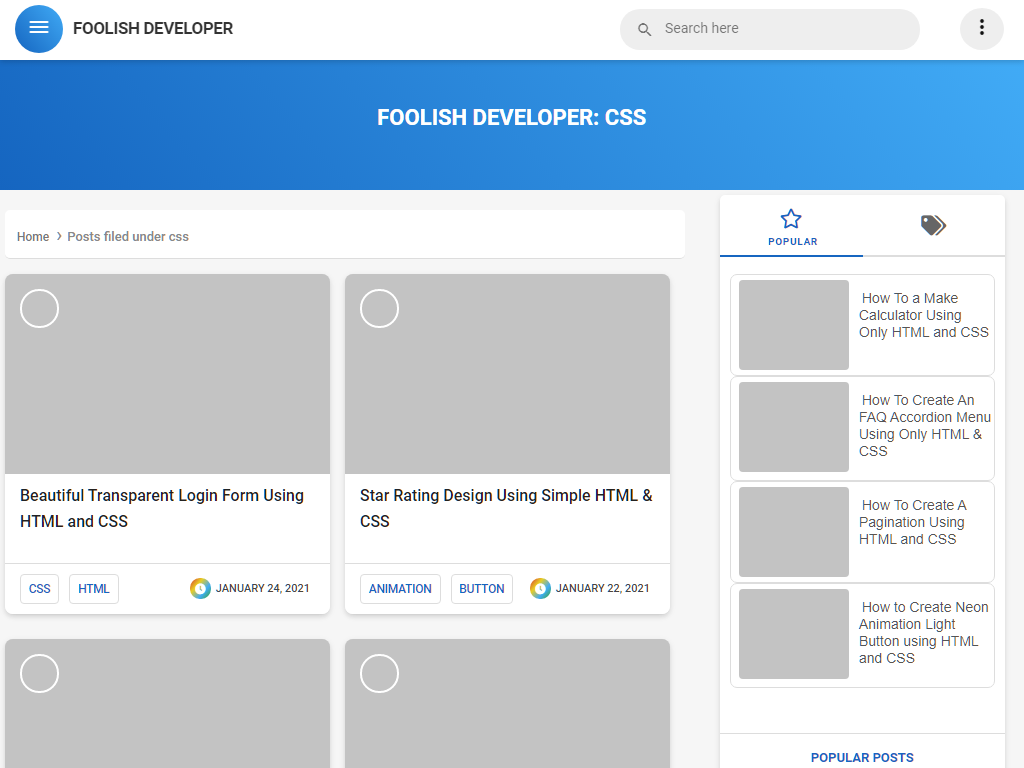 FOOLISH DEVELOPER
Search here
FOOLISH DEVELOPER: CSS
Home › Posts filed under css
Beautiful Transparent Login Form Using
HTML and CSS
CSS HTML JANUARY 24, 2021
Star Rating Design Using Simple HTML &
CSS
ANIMATION BUTTON JANUARY 22, 2021
POPULAR
How To a Make
Calculator Using
Only HTML and CSS
How To Create An
FAQ Accordion Menu
Using Only HTML &
CSS
How To Create A
Pagination Using
HTML and CSS
How to Create Neon
Animation Light
Button using HTML
and CSS
POPULAR POSTS